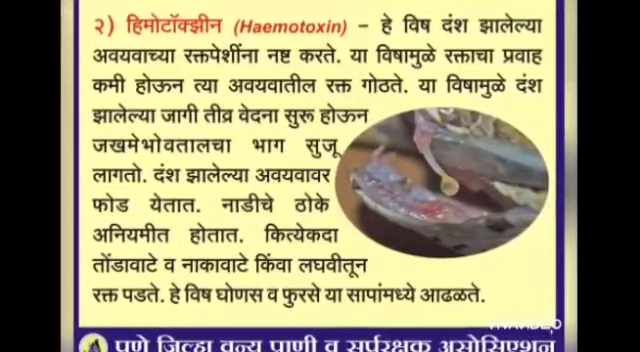 २) हिमोटॉक्झीन (Haemotoxin) – हे विष दंश झालेल्या
अवयवाच्या रक्तपेशींना नष्ट करते. या विषामुळे रक्ताचा प्रवाह
कमी होऊन त्या अवयवातील रक्त गोठते. या विषामुळे दंश
झालेल्या जागी तीव्र वेदना सुरू होऊन
जखमेभोवतालचा भाग सुजू
लागतो. दंश झालेल्या अवयवावर
फोड येतात. नाडीचे ठोके
अनियमीत होतात. कित्येकदा
तोंडावाटे व नाकावाटे किंवा लघवीतून
रक्त पडते. हे विष घोणस व फुरसे या सापांमध्ये आढळते.
VIVAVIDEO
पुणे जिल्हा वन्य प्राणी व सर्परक्षक असोसिएशन